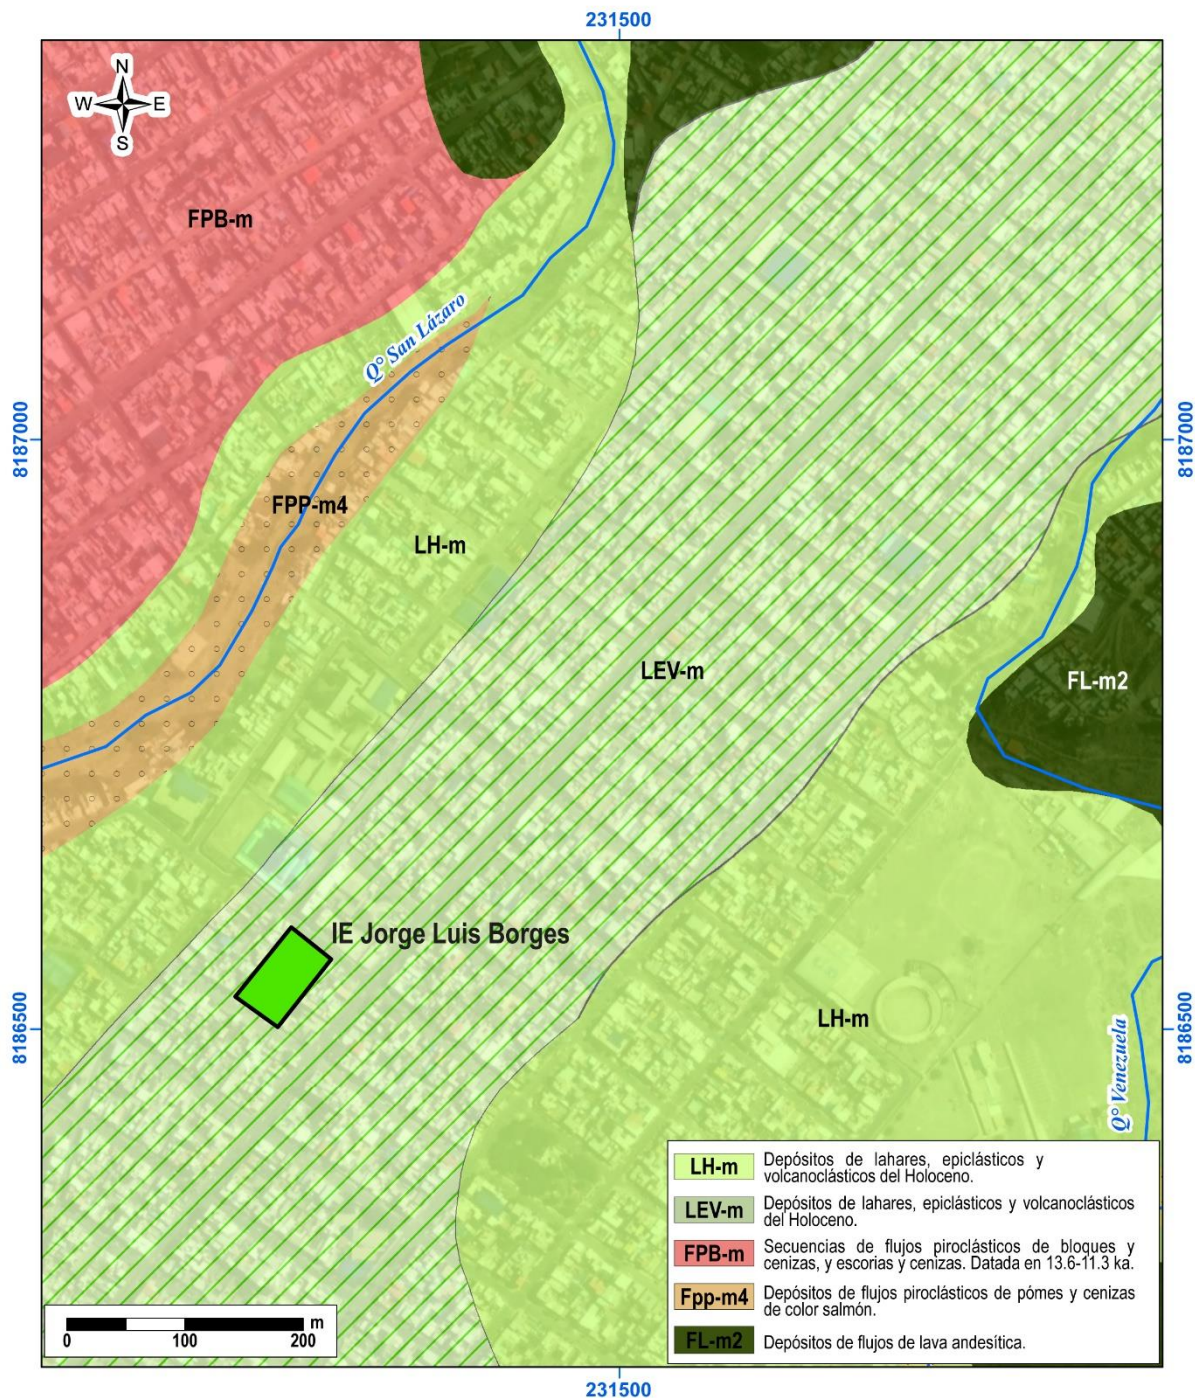 231500
N
W E
S
FPB-m
Q° San Lázaro
8187000
8187000
FPP-m4
LH-m
LEV-m
FL-m2
IE Jorge Luis Borges
8186500
8186500
LH-m
Q° Venezuela
LH-m Depósitos de lahares, epiclásticos y
volcanoclásticos del Holoceno.
LEV-m Depósitos de lahares, epiclásticos y volcanoclásticos
del Holoceno.
FPB-m Secuencias de flujos piroclásticos de bloques y
cenizas, y escorias y cenizas. Datada en 13.6-11.3 ka.
Fpp-m4 Depósitos de flujos piroclásticos de pómes y cenizas
de color salmón.
FL-m2 Depósitos de flujos de lava andesítica.
m
0 100 200
231500